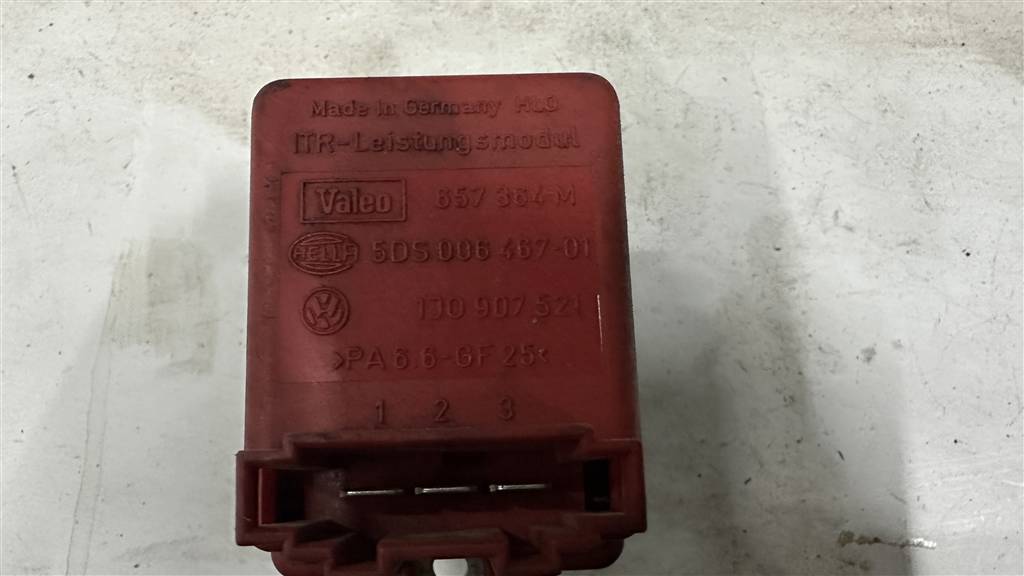 Made in Germany HLO
ITR-Leistungsmodul
Valeo 657 364-M
HELLA 5DS 006 467-01
VW 1J0 907 521
>PA 6.6-GF 25<
1 2 3